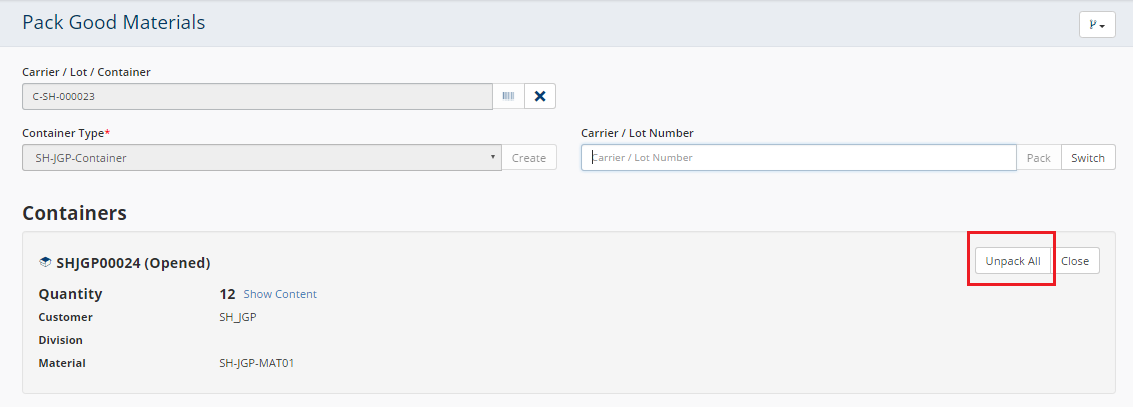 Pack Good Materials
Carrier / Lot / Container
C-SH-000023
Container Type*
SH-JGP-Container
Create
Carrier / Lot Number
Carrier / Lot Number
Pack
Switch
Containers
SHJGP00024 (Opened)
Unpack All
Close
Quantity 12 Show Content
Customer SH_JGP
Division
Material SH-JGP-MAT01